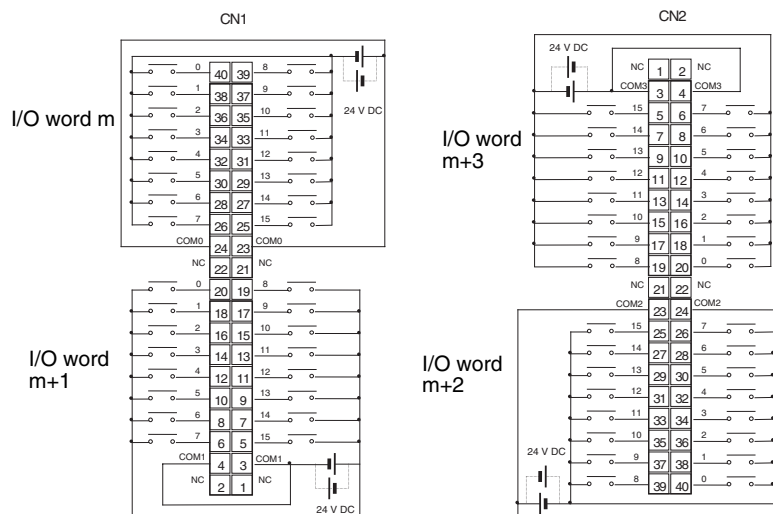 CN1
24 V DC
I/O word m
0 40 39 8
1 38 37 9
2 36 35 10
3 34 33 11
4 32 31 12
5 30 29 13
6 28 27 14
7 26 25 15
COM0 24 23 COM0
NC 22 21 NC
I/O word
m+1
0 20 19 8
1 18 17 9
2 16 15 10
3 14 13 11
4 12 11 12
5 10 9 13
6 8 7 14
7 6 5 15
COM1 4 3 COM1
NC 2 1 NC
24 V DC
CN2
24 V DC
NC 1 2 NC
COM3 3 4 COM3
I/O word
m+3
15 5 6 7
14 7 8 6
13 9 10 5
12 11 12 4
11 13 14 3
10 15 16 2
9 17 18 1
8 19 20 0
NC 21 22 NC
COM2 23 24 COM2
I/O word
m+2
15 25 26 7
14 27 28 6
13 29 30 5
12 31 32 4
11 33 34 3
10 35 36 2
9 37 38 1
8 39 40 0
24 V DC